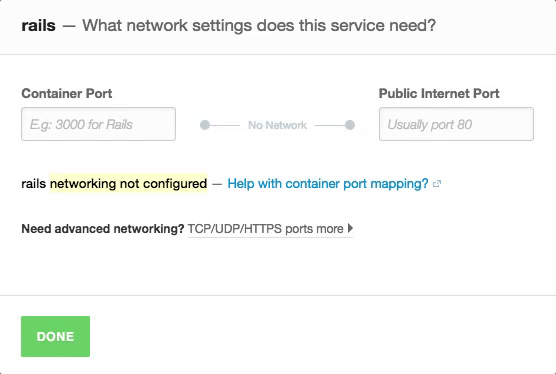 rails — What network settings does this service need?
Container Port
Public Internet Port
E.g: 3000 for Rails
No Network
Usually port 80
rails networking not configured — Help with container port mapping?
Need advanced networking? TCP/UDP/HTTPS ports more
DONE